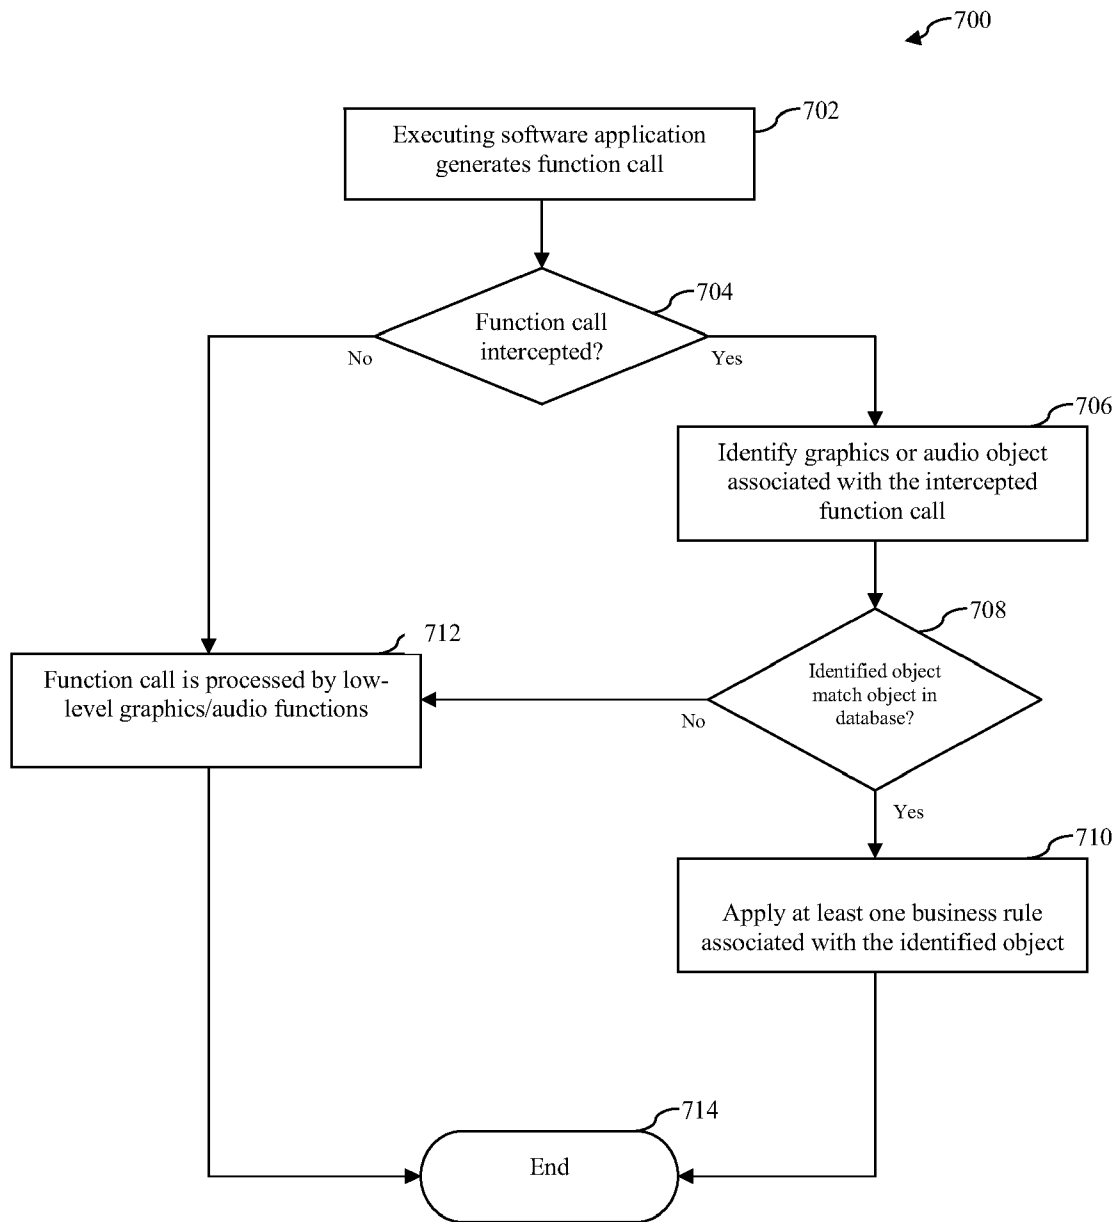 700
702
Executing software application
generates function call
704
Function call
intercepted?
No
Yes
706
Identify graphics or audio object
associated with the intercepted
function call
708
712
Identified object
match object in
database?
Function call is processed by low-
level graphics/audio functions
No
Yes
710
Apply at least one business rule
associated with the identified object
714
End